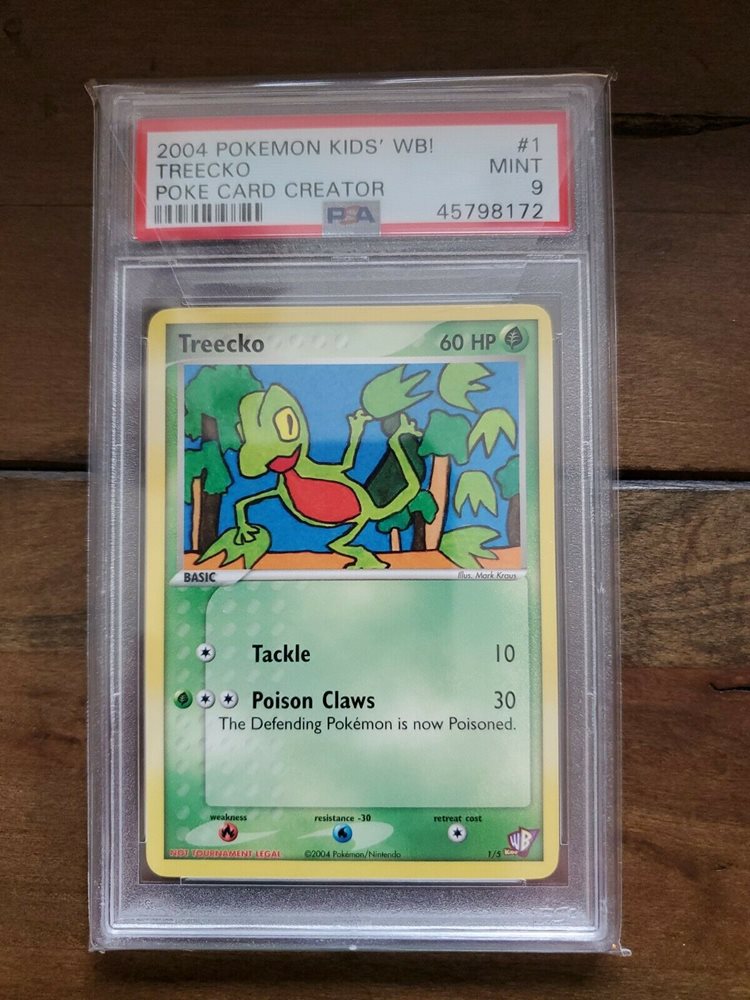 2004 POKEMON KIDS' WB! #1
TREECKO MINT
POKE CARD CREATOR 9
PSA 45798172
Treecko 60 HP
BASIC Illus. Mark Kraus
Tackle 10
Poison Claws 30
The Defending Pokémon is now Poisoned.
weakness resistance -30 retreat cost
NOT TOURNAMENT LEGAL ©2004 Pokémon/Nintendo 1/5 WB